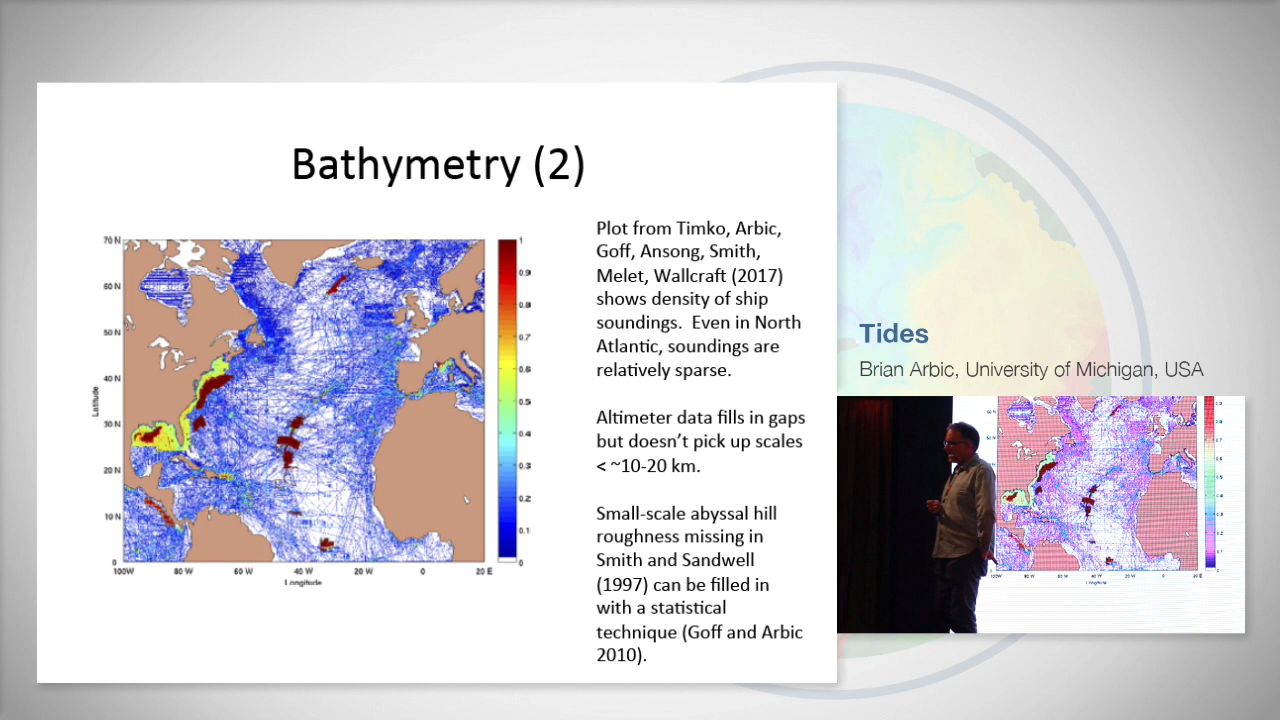 Bathymetry (2)
Plot from Timko, Arbic,
Goff, Ansong, Smith,
Melet, Wallcraft (2017)
shows density of ship
soundings.  Even in North
Atlantic, soundings are
relatively sparse.
Altimeter data fills in gaps
but doesn't pick up scales
< ~10-20 km.
Small-scale abyssal hill
roughness missing in
Smith and Sandwell
(1997) can be filled in
with a statistical
technique (Goff and Arbic
2010).
70 N
60 N
50 N
40 N
30 N
20 N
10 N
0
Latitude
100W
80 W
60 W
40 W
20 W
0
20 E
Longitude
1
0.9
0.8
0.7
0.6
0.5
0.4
0.3
0.2
0.1
0
Tides
Brian Arbic, University of Michigan, USA